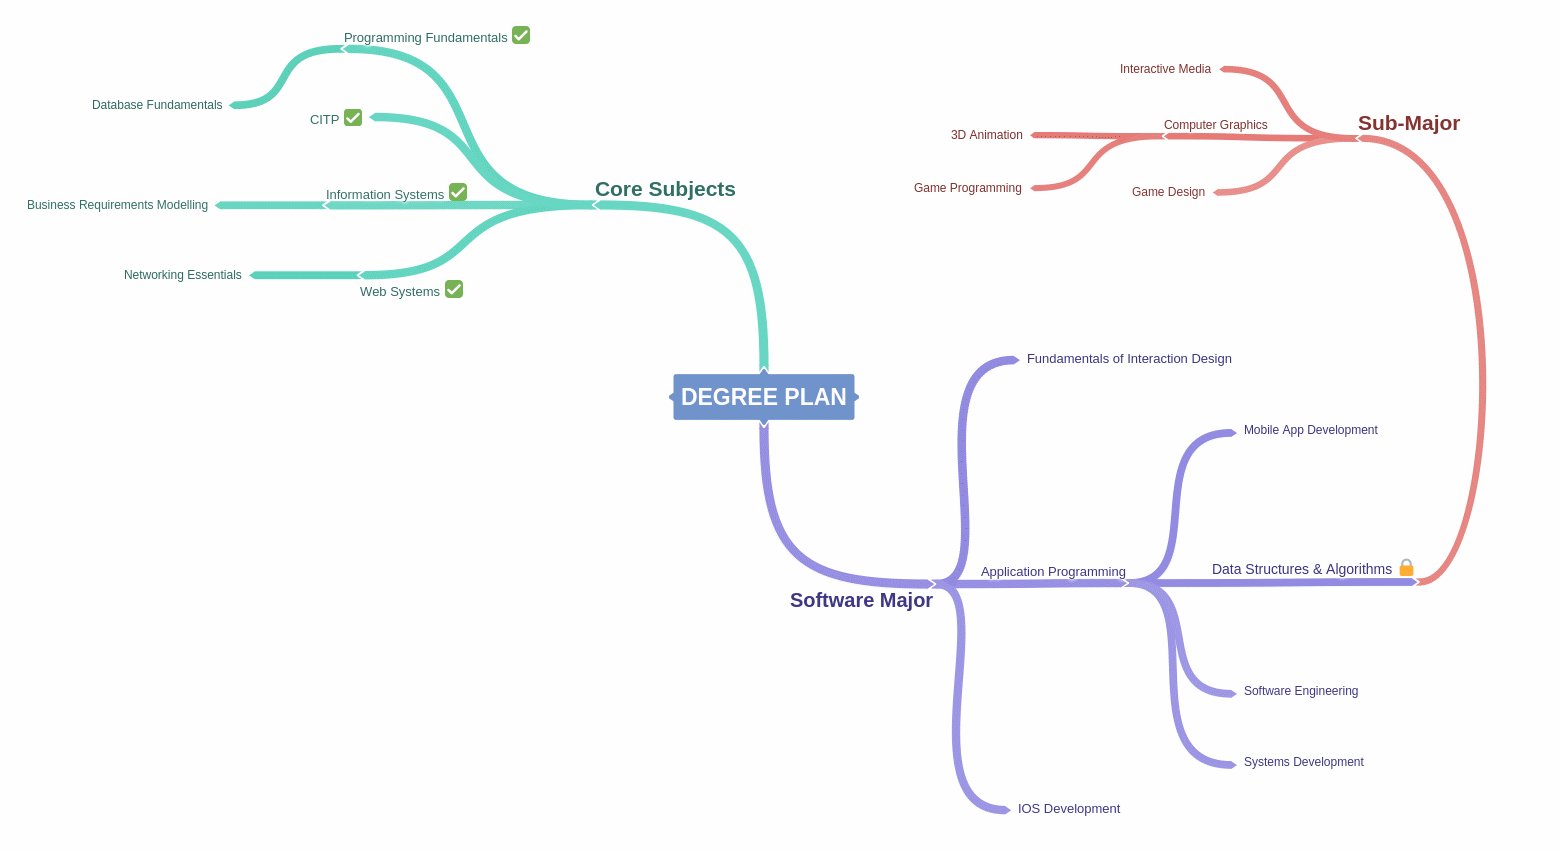 Programming Fundamentals ✅
Database Fundamentals
CITP ✅
Information Systems ✅
Business Requirements Modelling
Core Subjects
Networking Essentials
Web Systems ✅
Interactive Media
Sub-Major
Computer Graphics
3D Animation
Game Programming
Game Design
DEGREE PLAN
Fundamentals of Interaction Design
Mobile App Development
Application Programming
Data Structures & Algorithms 🔒
Software Major
Software Engineering
Systems Development
IOS Development